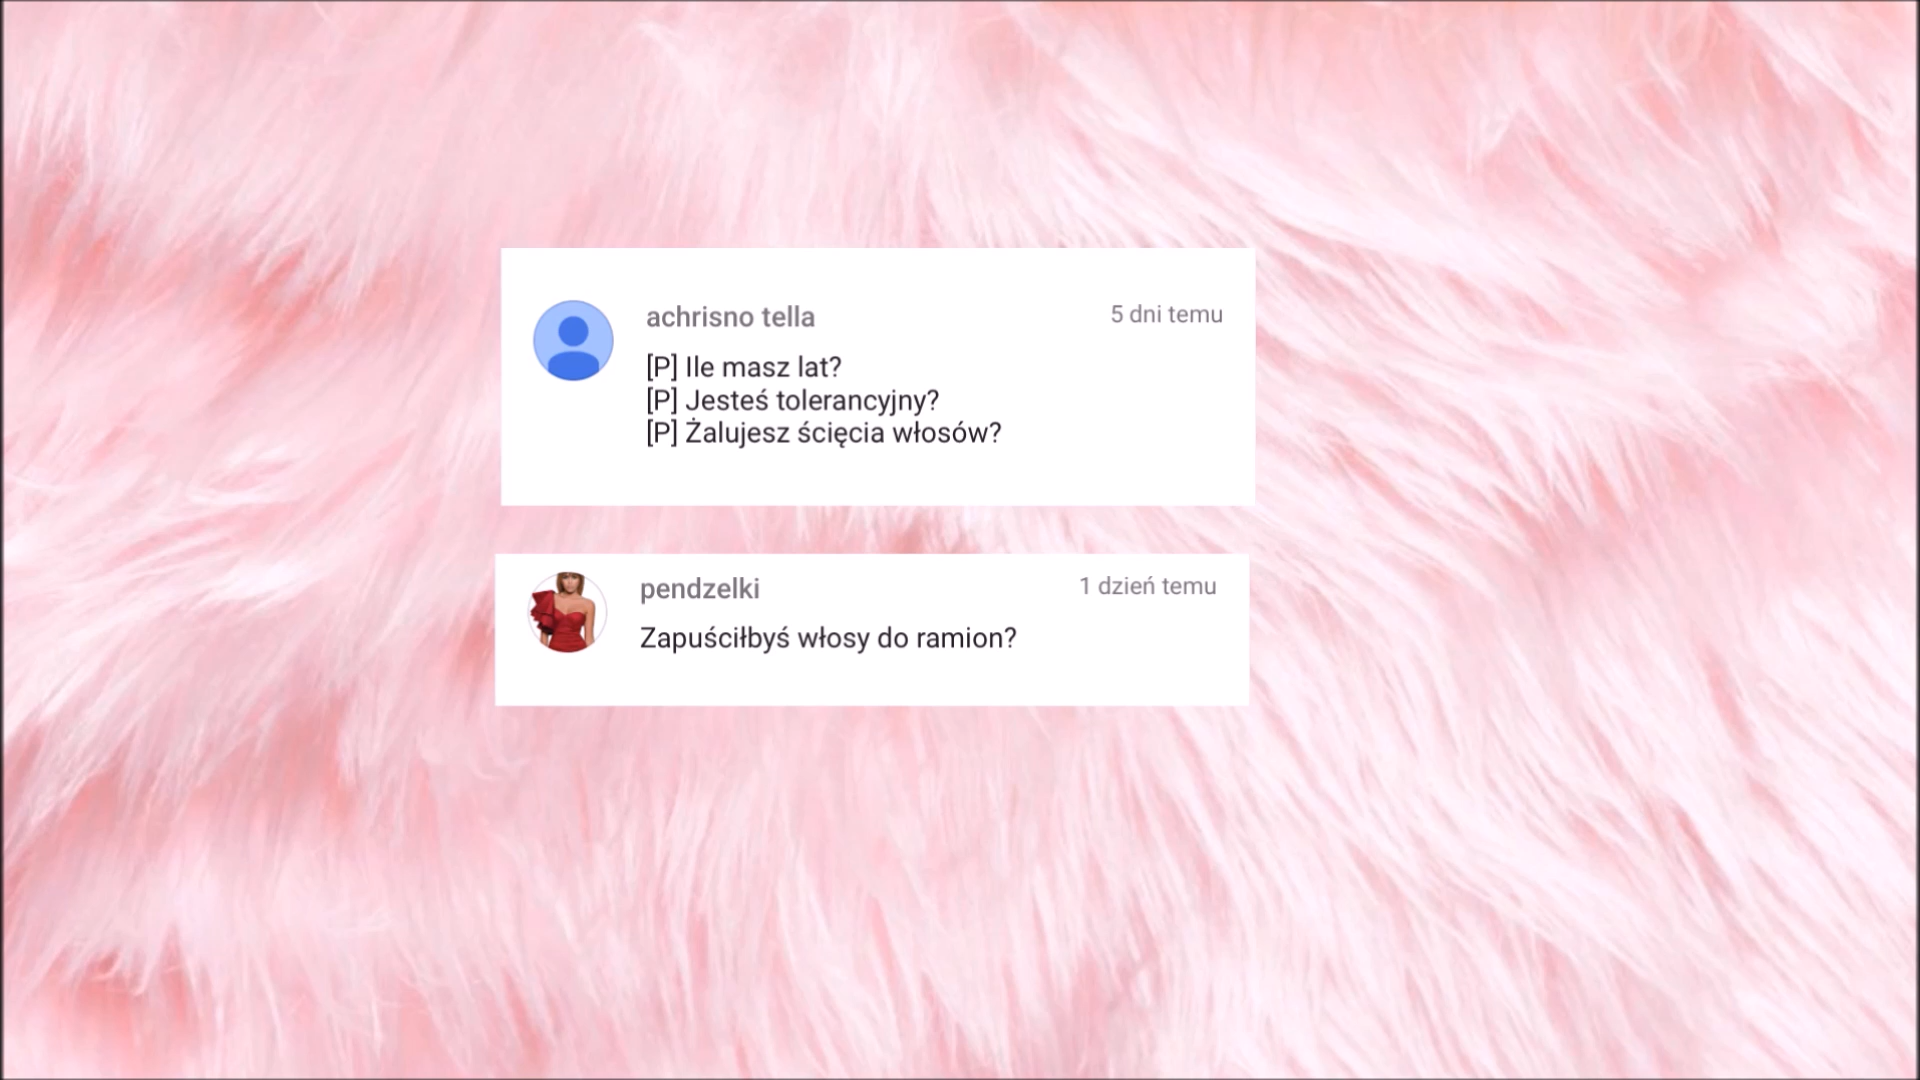 achrisno tella 5 dni temu
[P] Ile masz lat?
[P] Jesteś tolerancyjny?
[P] Żalujesz ścięcia włosów?
pendzelki 1 dzień temu
Zapuściłbyś włosy do ramion?